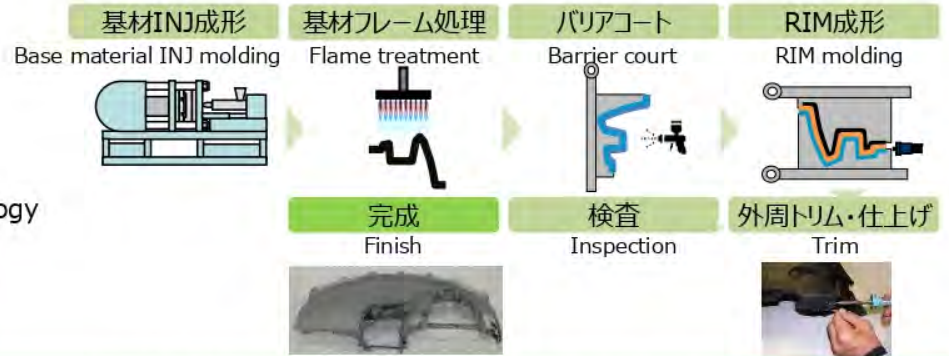 基材INJ成形
Base material INJ molding
基材フレーム処理
Flame treatment
バリアコート
Barrier court
RIM成形
RIM molding
ogy
完成
Finish
検査
Inspection
外周トリム・仕上げ
Trim